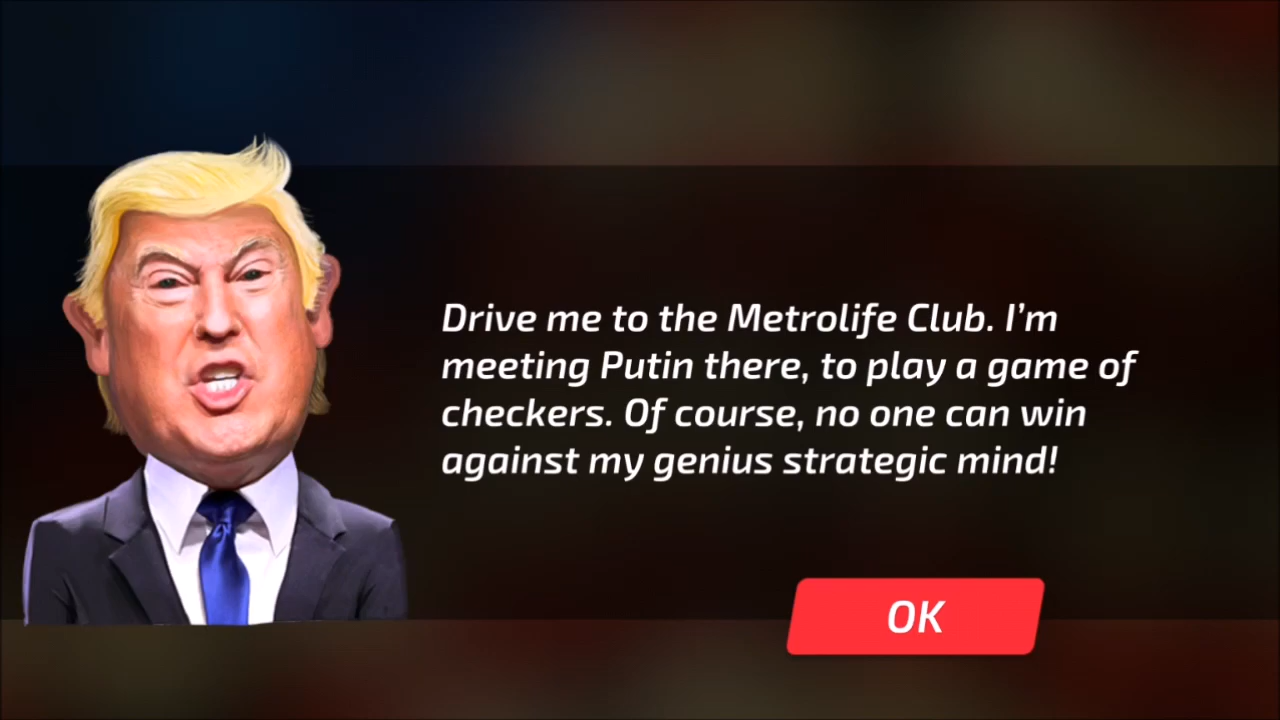 Drive me to the Metrolife Club. I’m
meeting Putin there, to play a game of
checkers. Of course, no one can win
against my genius strategic mind!
OK